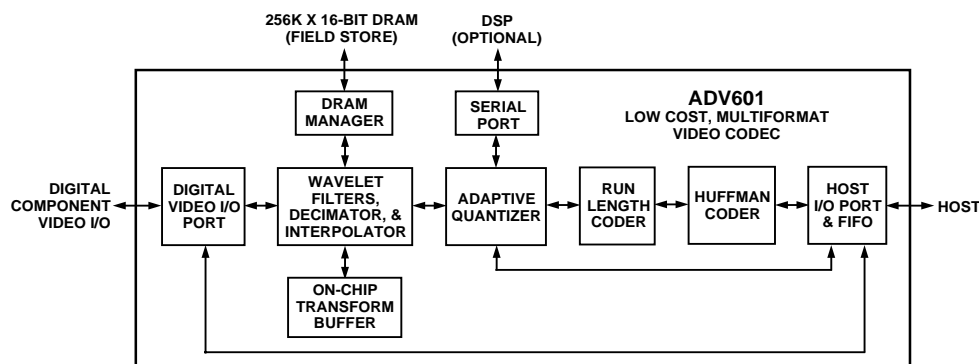 256K X 16-BIT DRAM
(FIELD STORE)
DSP
(OPTIONAL)
DRAM
MANAGER
SERIAL
PORT
ADV601
LOW COST, MULTIFORMAT
VIDEO CODEC
DIGITAL
COMPONENT
VIDEO I/O
DIGITAL
VIDEO I/O
PORT
WAVELET
FILTERS,
DECIMATOR, &
INTERPOLATOR
ADAPTIVE
QUANTIZER
RUN
LENGTH
CODER
HUFFMAN
CODER
HOST
I/O PORT
& FIFO
HOST
ON-CHIP
TRANSFORM
BUFFER